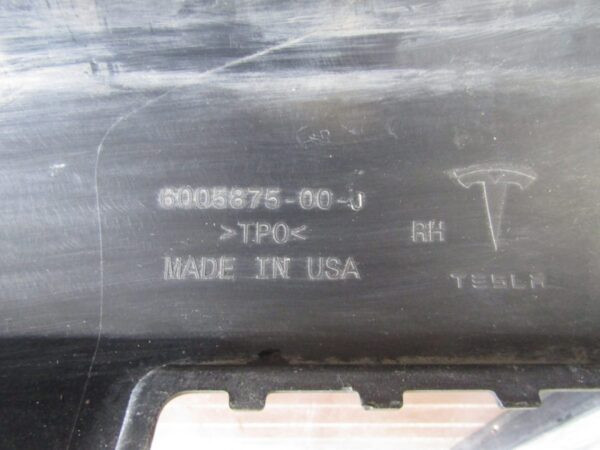 6005875-00-J
>TPO<
MADE IN USA
RH
TESLA